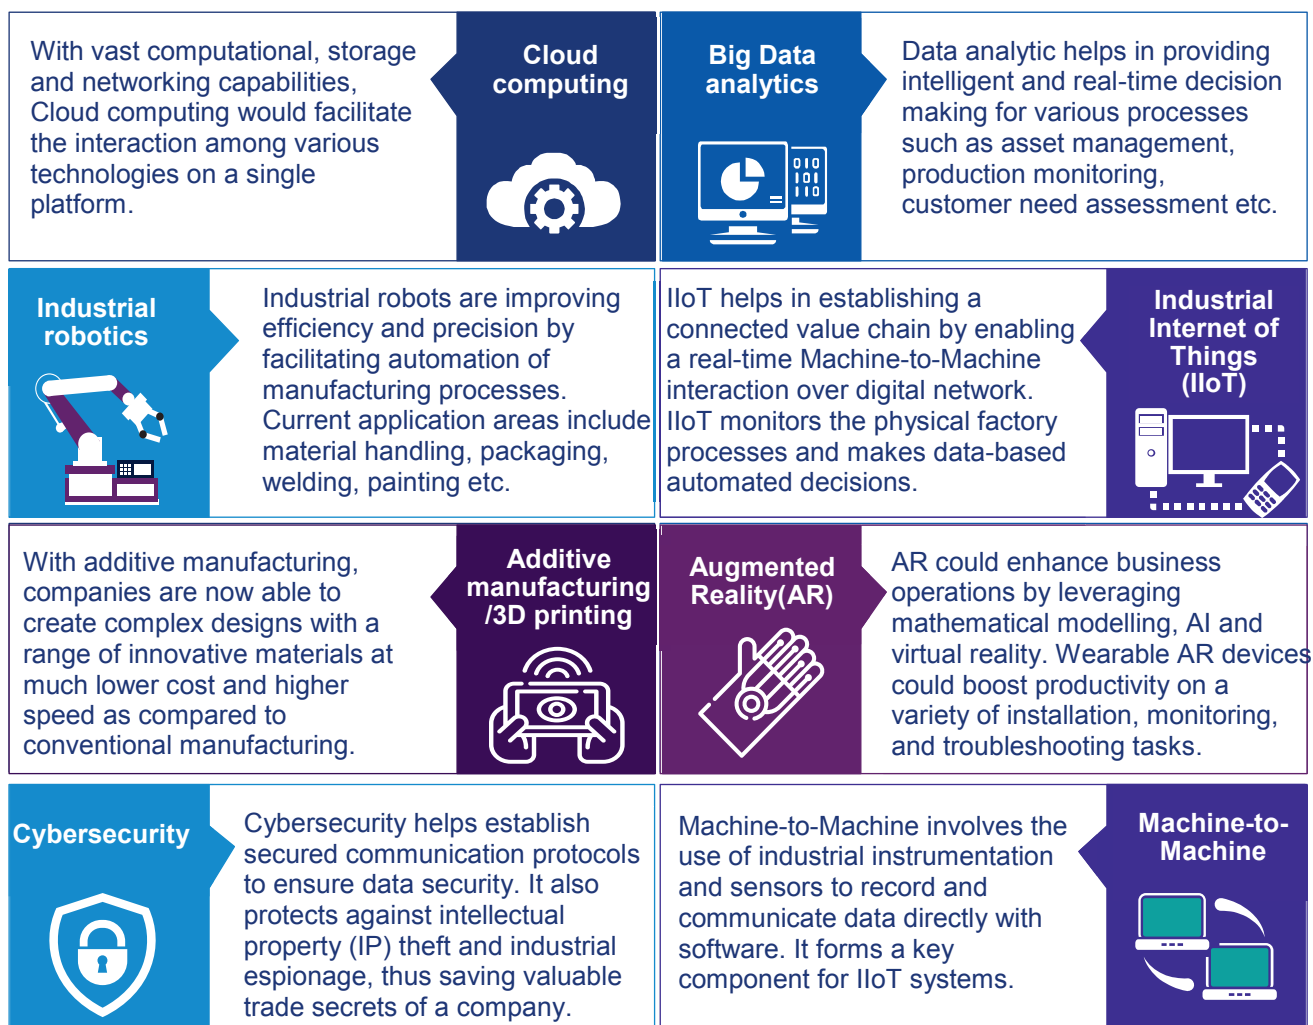 With vast computational, storage
and networking capabilities,
Cloud computing would facilitate
the interaction among various
technologies on a single
platform.
Cloud
computing
Big Data
analytics
010
101
110
Data analytic helps in providing
intelligent and real-time decision
making for various processes
such as asset management,
production monitoring,
customer need assessment etc.
Industrial
robotics
Industrial robots are improving
efficiency and precision by
facilitating automation of
manufacturing processes.
Current application areas include
material handling, packaging,
welding, painting etc.
IIoT helps in establishing a
connected value chain by enabling
a real-time Machine-to-Machine
interaction over digital network.
IIoT monitors the physical factory
processes and makes data-based
automated decisions.
Industrial
Internet of
Things
(IIoT)
With additive manufacturing,
companies are now able to
create complex designs with a
range of innovative materials at
much lower cost and higher
speed as compared to
conventional manufacturing.
Additive
manufacturing
/3D printing
Augmented
Reality(AR)
AR could enhance business
operations by leveraging
mathematical modelling, AI and
virtual reality. Wearable AR devices
could boost productivity on a
variety of installation, monitoring,
and troubleshooting tasks.
Cybersecurity
Cybersecurity helps establish
secured communication protocols
to ensure data security. It also
protects against intellectual
property (IP) theft and industrial
espionage, thus saving valuable
trade secrets of a company.
Machine-to-Machine involves the
use of industrial instrumentation
and sensors to record and
communicate data directly with
software. It forms a key
component for IIoT systems.
Machine-to-
Machine